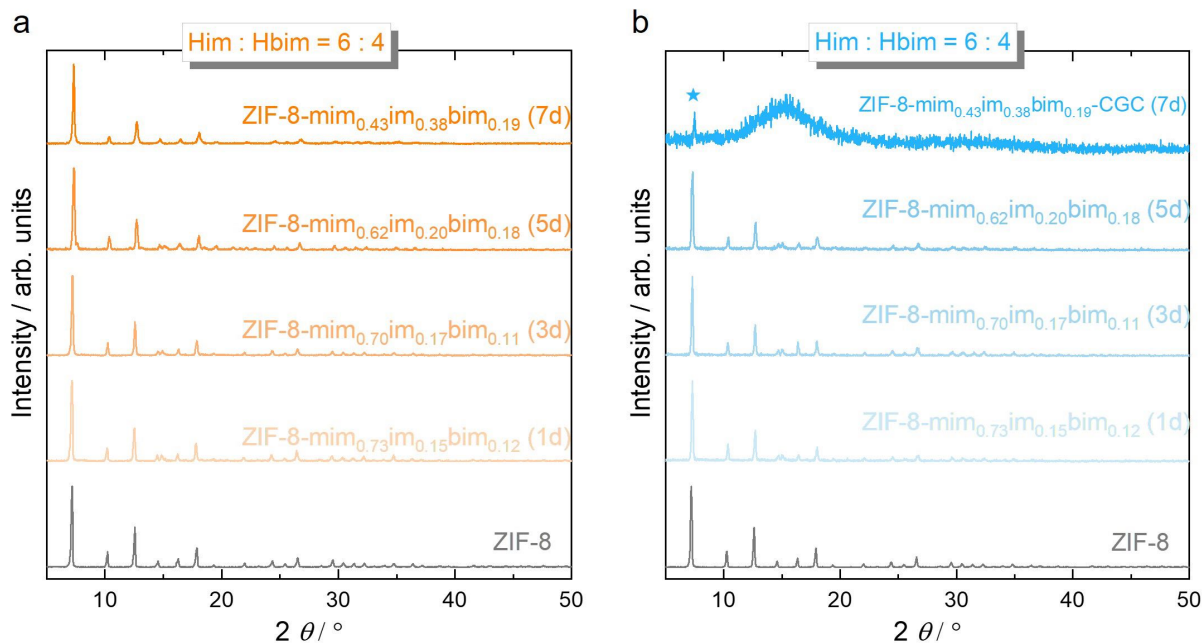 a
Him : Hbim = 6 : 4
ZIF-8-mim0.43im0.38bim0.19 (7d)
ZIF-8-mim0.62im0.20bim0.18 (5d)
ZIF-8-mim0.70im0.17bim0.11 (3d)
ZIF-8-mim0.73im0.15bim0.12 (1d)
ZIF-8
Intensity / arb. units
10 20 30 40 50
2 θ / °
b
Him : Hbim = 6 : 4
★
ZIF-8-mim0.43im0.38bim0.19-CGC (7d)
ZIF-8-mim0.62im0.20bim0.18 (5d)
ZIF-8-mim0.70im0.17bim0.11 (3d)
ZIF-8-mim0.73im0.15bim0.12 (1d)
ZIF-8
Intensity / arb. units
10 20 30 40 50
2 θ / °